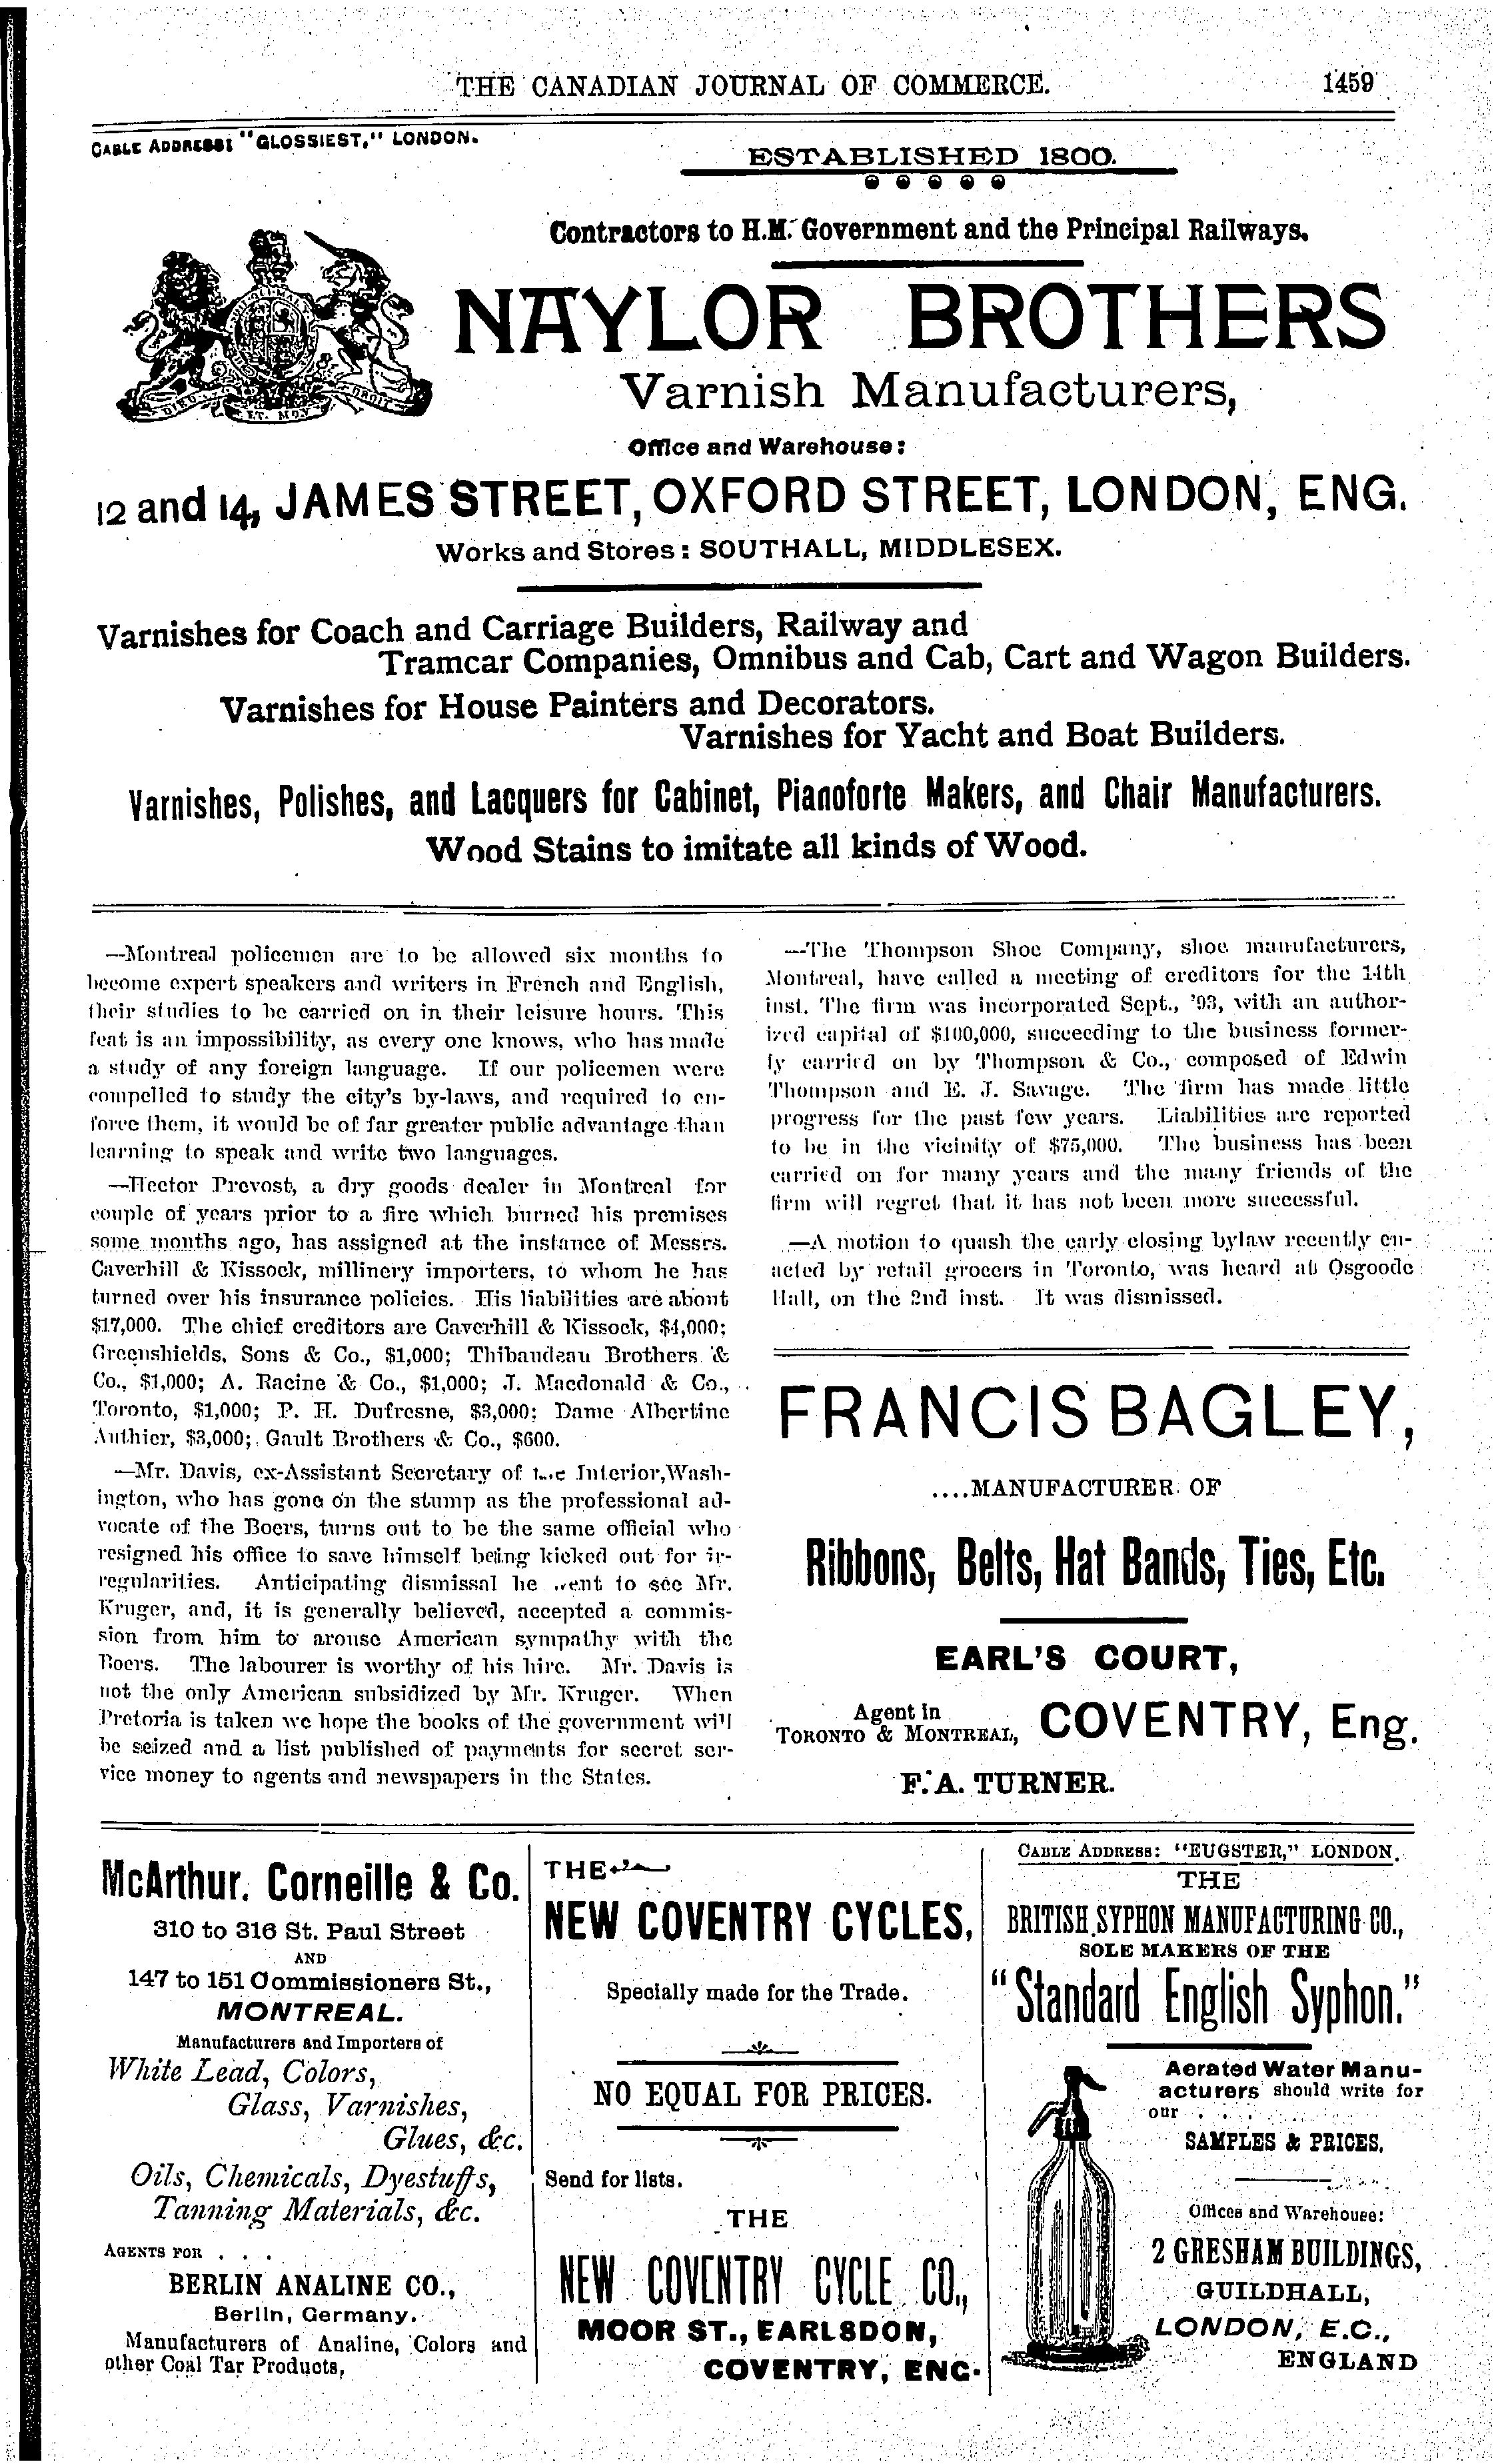 THE CANADIAN JOURNAL OF COMMERCE. 1459
CABLE ADDRESS: "GLOSSIEST," LONDON.
ESTABLISHED 1800.
Contractors to H.M. Government and the Principal Railways.
DIEU ET. MON DROIT
NAYLOR BROTHERS
Varnish Manufacturers,
Office and Warehouse:
12 and 14, JAMES STREET, OXFORD STREET, LONDON, ENG.
Works and Stores: SOUTHALL, MIDDLESEX.
Varnishes for Coach and Carriage Builders, Railway and
Tramcar Companies, Omnibus and Cab, Cart and Wagon Builders.
Varnishes for House Painters and Decorators.
Varnishes for Yacht and Boat Builders.
Varnishes, Polishes, and Lacquers for Cabinet, Pianoforte Makers, and Chair Manufacturers.
Wood Stains to imitate all kinds of Wood.
—Montreal policemen are to be allowed six months to
become expert speakers and writers in French and English,
their studies to be carried on in their leisure hours. This
feat is an impossibility, as every one knows, who has made
a study of any foreign language. If our policemen were
compelled to study the city's by-laws, and required to en-
force them, it would be of far greater public advantage than
learning to speak and write two languages.
—Hector Prevost, a dry goods dealer in Montreal for
couple of years prior to a fire which burned his premises
some months ago, has assigned at the instance of Messrs.
Caverhill & Kissock, millinery importers, to whom he has
turned over his insurance policies. His liabilities are about
$17,000. The chief creditors are Caverhill & Kissock, $4,000;
Greenshields, Sons & Co., $1,000; Thibaudeau Brothers &
Co., $1,000; A. Racine & Co., $1,000; J. Macdonald & Co.,
Toronto, $1,000; P. H. Dufresne, $3,000; Dame Albertine
Authier, $3,000; Gault Brothers & Co., $600.
—Mr. Davis, ex-Assistant Secretary of the Interior, Wash-
ington, who has gone on the stump as the professional ad-
vocate of the Boers, turns out to be the same official who
resigned his office to save himself being kicked out for ir-
regularities. Anticipating dismissal he went to see Mr.
Kruger, and, it is generally believed, accepted a commis-
sion from him to arouse American sympathy with the
Boers. The labourer is worthy of his hire. Mr. Davis is
not the only American subsidized by Mr. Kruger. When
Pretoria is taken we hope the books of the government will
be seized and a list published of payments for secret ser-
vice money to agents and newspapers in the States.
—The Thompson Shoe Company, shoe manufacturers,
Montreal, have called a meeting of creditors for the 14th
inst. The firm was incorporated Sept., '93, with an author-
ized capital of $100,000, succeeding to the business former-
ly carried on by Thompson & Co., composed of Edwin
Thompson and E. J. Savage. The firm has made little
progress for the past few years. Liabilities are reported
to be in the vicinity of $75,000. The business has been
carried on for many years and the many friends of the
firm will regret that it has not been more successful.
—A motion to quash the early closing bylaw recently en-
acted by retail grocers in Toronto, was heard at Osgoode
Hall, on the 2nd inst. It was dismissed.
FRANCIS BAGLEY,
....MANUFACTURER OF
Ribbons, Belts, Hat Bands, Ties, Etc.
EARL'S COURT,
Agent in
TORONTO & MONTREAL, COVENTRY, Eng.
F. A. TURNER.
McArthur. Corneille & Co.
310 to 316 St. Paul Street
AND
147 to 151 Commissioners St.,
MONTREAL.
Manufacturers and Importers of
White Lead, Colors,
Glass, Varnishes,
Glues, &c.
Oils, Chemicals, Dyestuffs,
Tanning Materials, &c.
AGENTS FOR . . .
BERLIN ANALINE CO.,
Berlin, Germany.
Manufacturers of Analine, Colors and
other Coal Tar Products,
THE
NEW COVENTRY CYCLES,
Specially made for the Trade.
NO EQUAL FOR PRICES.
Send for lists.
THE
NEW COVENTRY CYCLE CO.,
MOOR ST., EARLSDON,
COVENTRY, ENG.
CABLE ADDRESS: "EUGSTER," LONDON.
THE
BRITISH SYPHON MANUFACTURING CO.,
SOLE MAKERS OF THE
"Standard English Syphon."
Aerated Water Manu-
acturers should write for
our . . . .
SAMPLES & PRICES.
Offices and Warehouse:
2 GRESHAM BUILDINGS,
GUILDHALL,
LONDON, E.C.,
ENGLAND